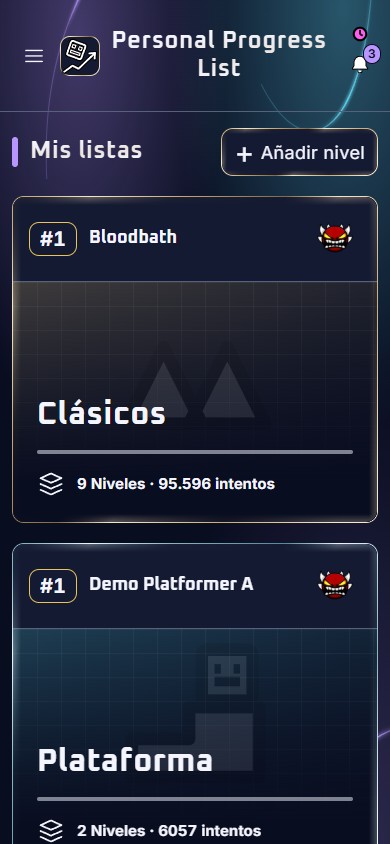 Personal Progress
List
3
Mis listas
+ Añadir nivel
#1 Bloodbath
Clásicos
9 Niveles · 95.596 intentos
#1 Demo Platformer A
Plataforma
2 Niveles · 6057 intentos